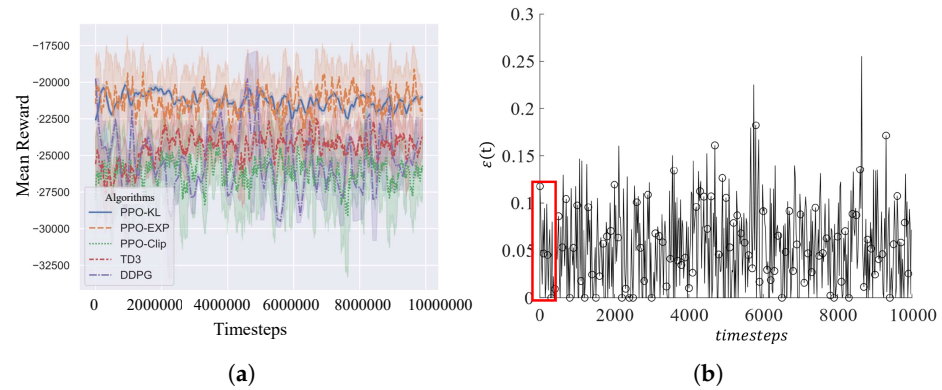 -17500
-20000
-22500
-25000
-27500
-30000
-32500
Mean Reward
Algorithms
PPO-KL
PPO-EXP
PPO-Clip
TD3
DDPG
0 2000000 4000000 6000000 8000000 10000000
Timesteps
(a)
0.3
0.25
0.2
0.15
0.1
0.05
0
ε(t)
0 2000 4000 6000 8000 10000
timesteps
(b)